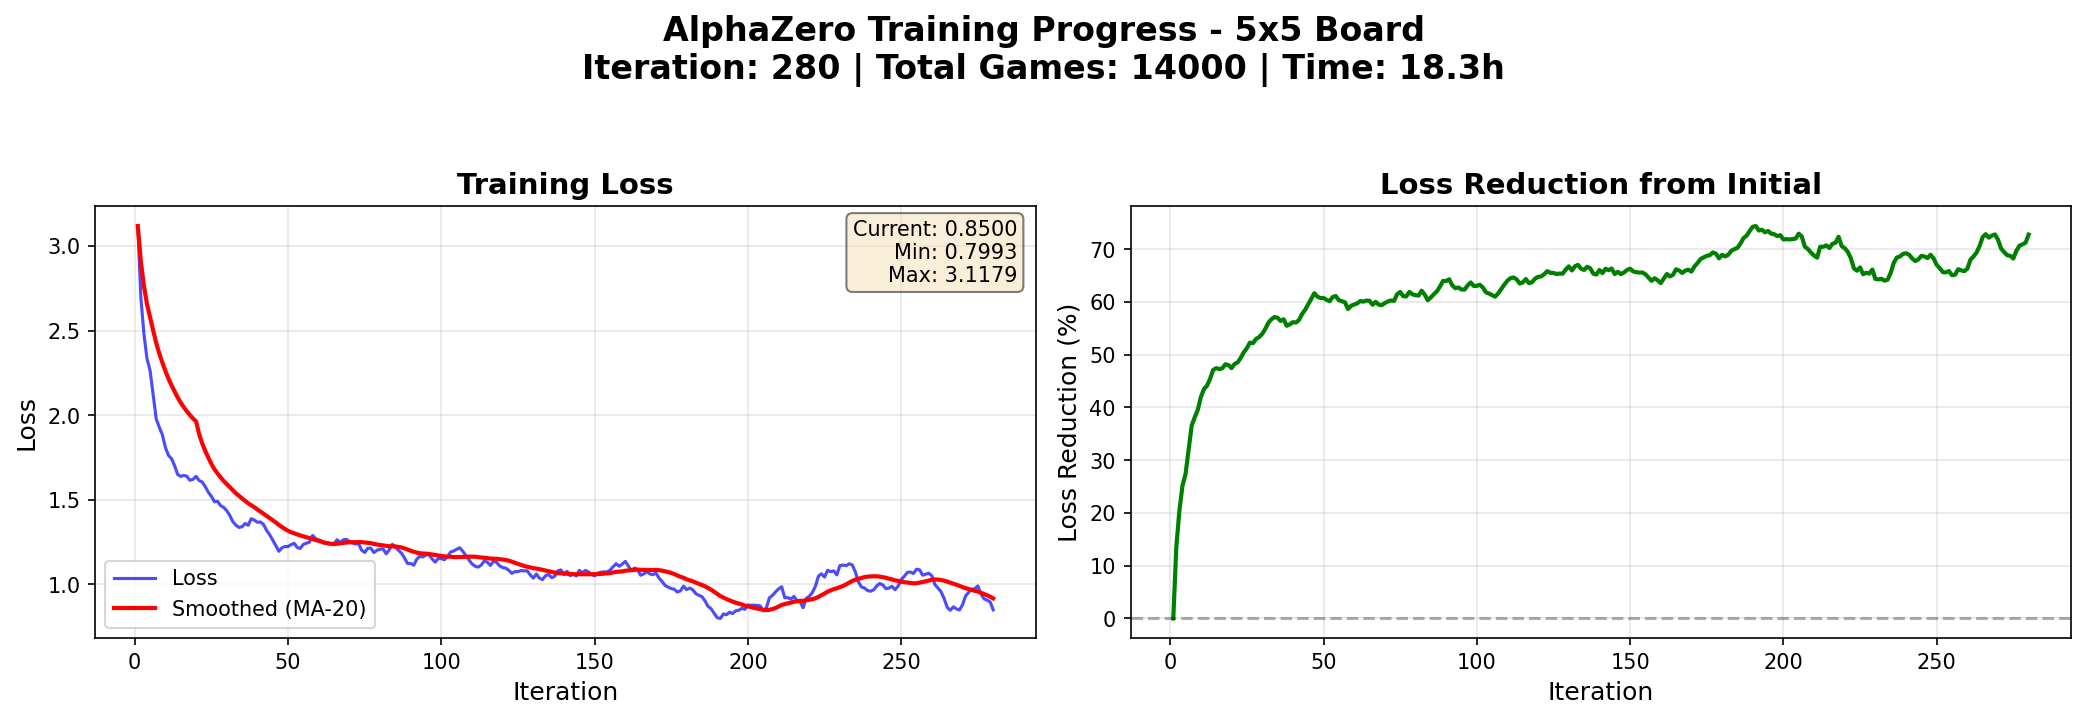 AlphaZero Training Progress - 5x5 Board
Iteration: 280 | Total Games: 14000 | Time: 18.3h
Training Loss
Current: 0.8500
Min: 0.7993
Max: 3.1179
3.0
2.5
2.0
1.5
1.0
Loss
Loss
Smoothed (MA-20)
0 50 100 150 200 250
Iteration
Loss Reduction from Initial
70
60
50
40
30
20
10
0
Loss Reduction (%)
0 50 100 150 200 250
Iteration